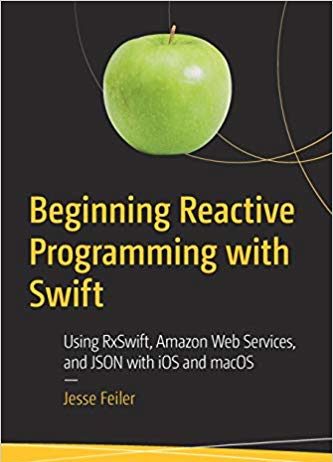 Beginning Reactive
Programming with
Swift
Using RxSwift, Amazon Web Services,
and JSON with iOS and macOS
—
Jesse Feiler